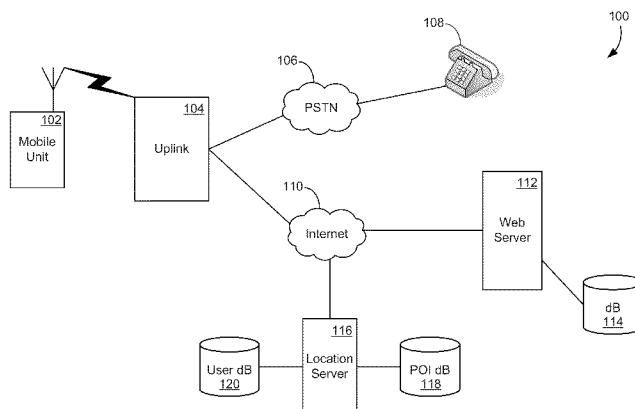 100
108
106
PSTN
102
Mobile
Unit
104
Uplink
110
Internet
112
Web
Server
dB
114
116
Location
Server
User dB
120
POI dB
118